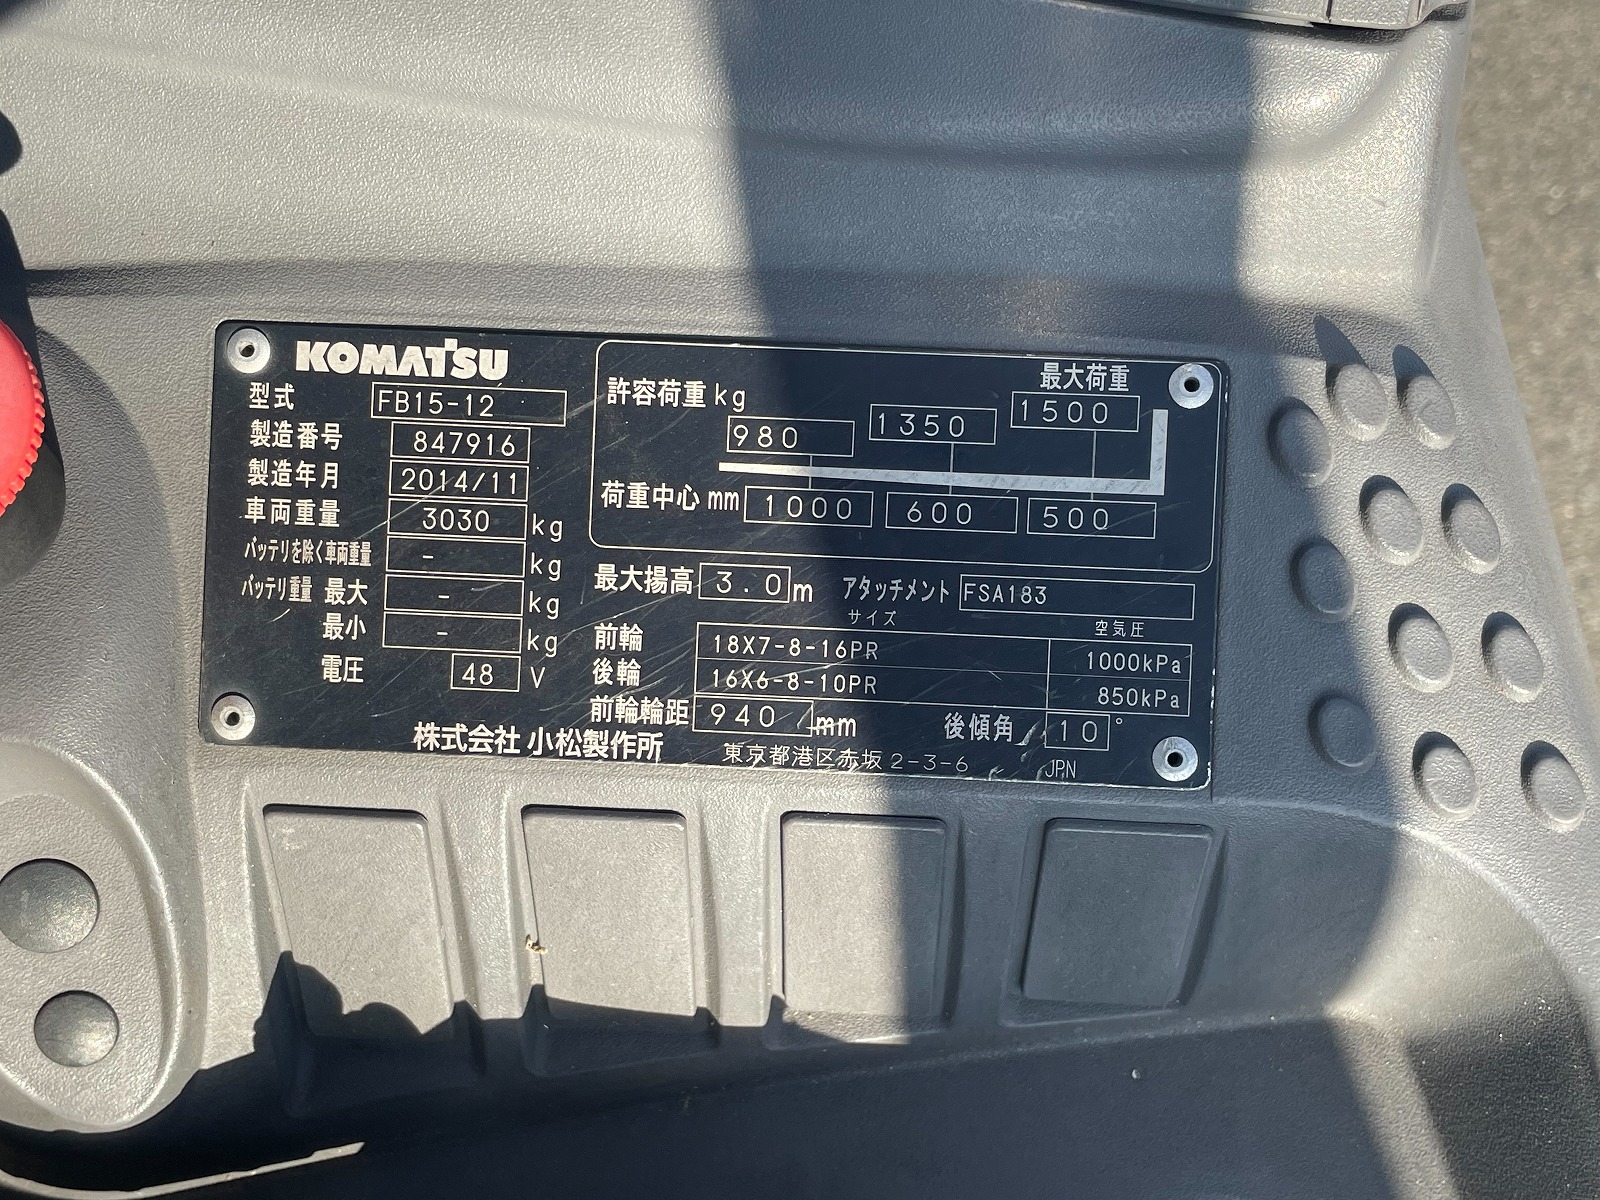 KOMATSU
型式 FB15-12
製造番号 847916
製造年月 2014/11
車両重量 3030 kg
バッテリを除く車両重量 - kg
バッテリ重量 最大 - kg
最小 - kg
電圧 48 V
許容荷重 kg 980 1350 最大荷重 1500
荷重中心 mm 1000 600 500
最大揚高 3.0 m アタッチメント FSA183
サイズ 空気圧
前輪 18X7-8-16PR 1000kPa
後輪 16X6-8-10PR 850kPa
前輪輪距 940 mm 後傾角 10°
株式会社 小松製作所 東京都港区赤坂2-3-6 JPN